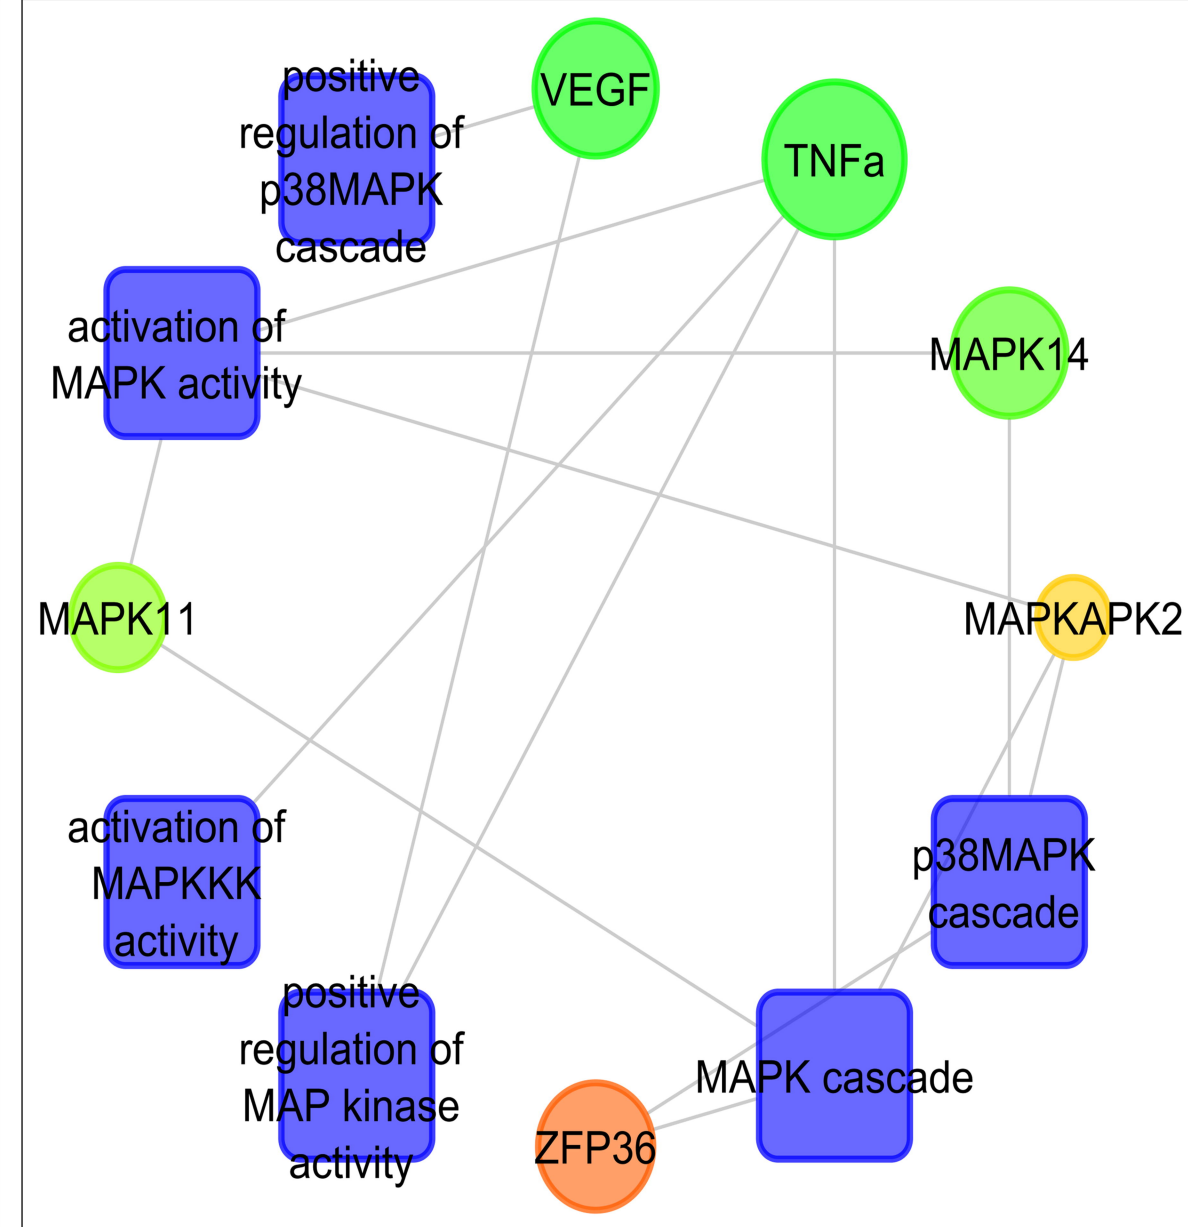 positive
regulation of
p38MAPK
cascade
VEGF
TNFa
activation of
MAPK activity
MAPK14
MAPK11
MAPKAPK2
activation of
MAPKKK
activity
p38MAPK
cascade
positive
regulation of
MAP kinase
activity
MAPK cascade
ZFP36